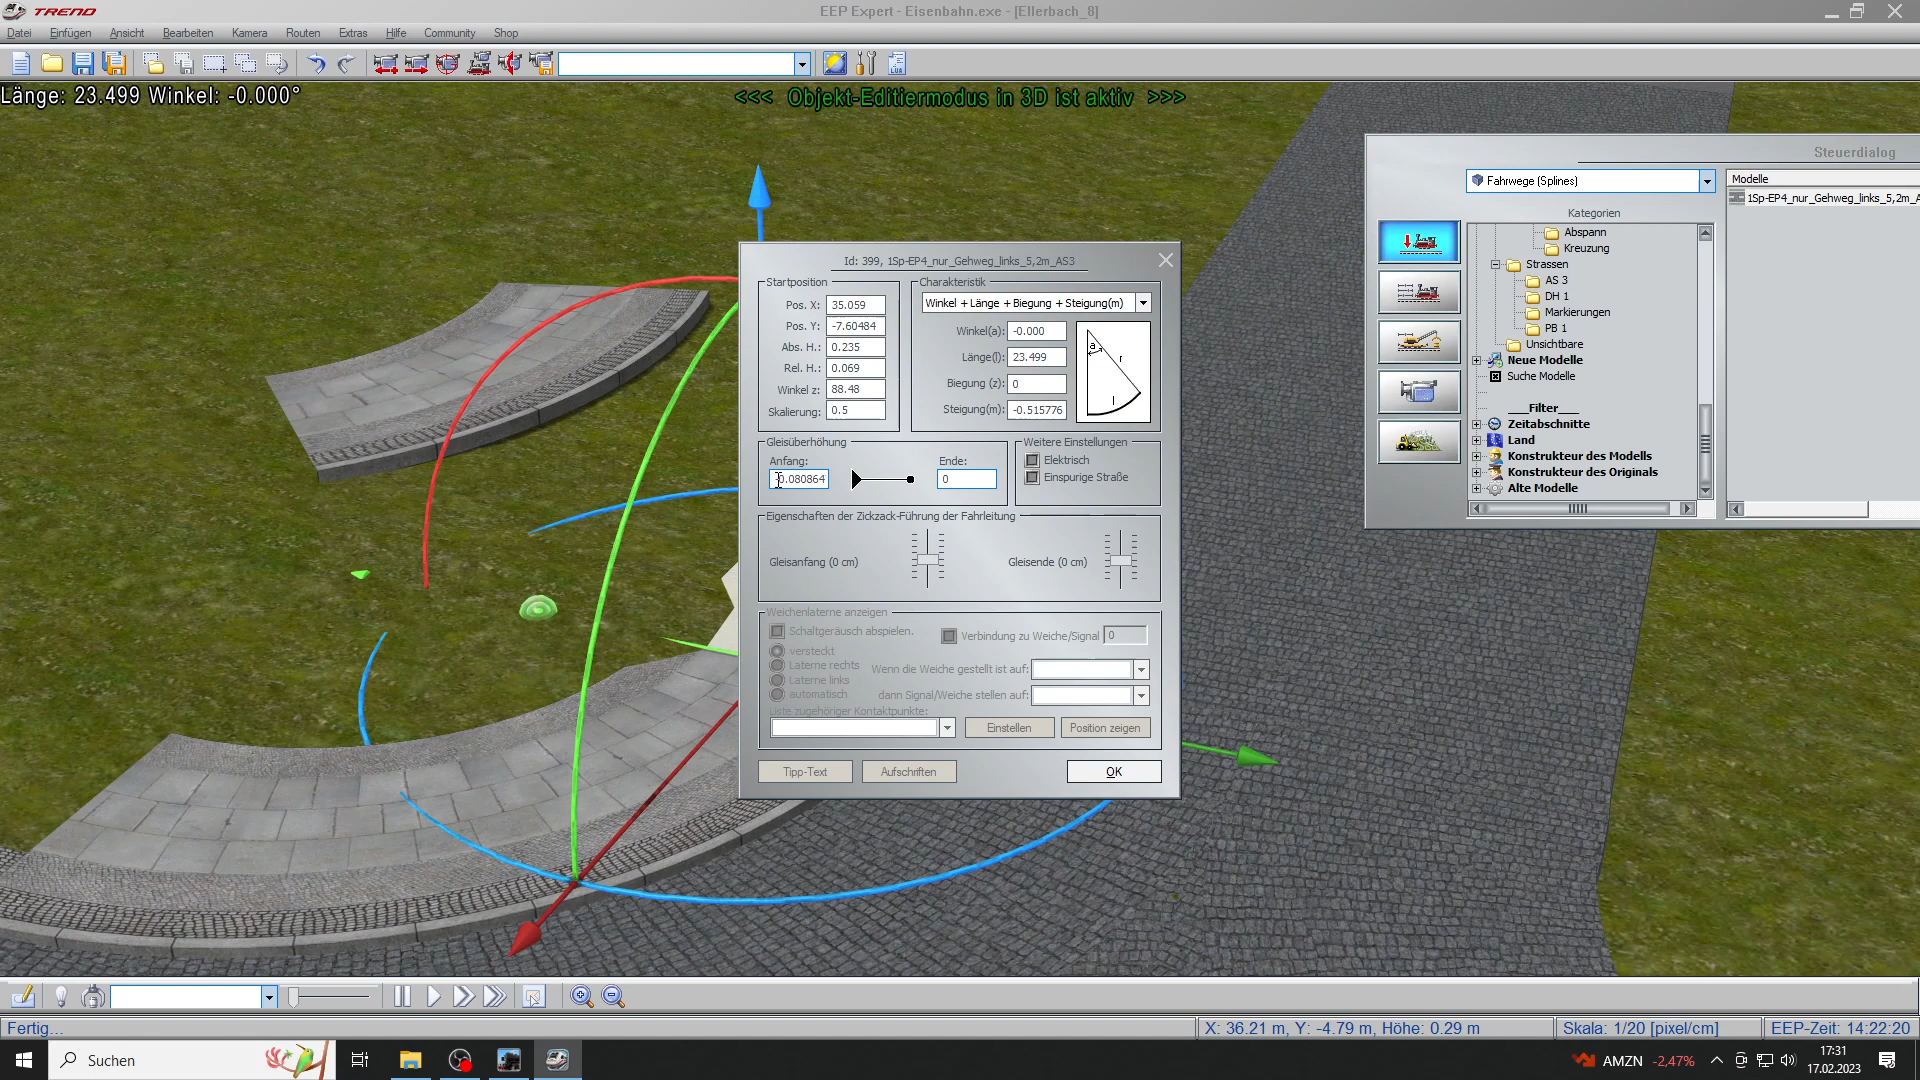 TREND
EEP Expert - Eisenbahn.exe - [Ellerbach_8]
Datei Einfügen Ansicht Bearbeiten Kamera Routen Extras Hilfe Community Shop
Länge: 23.499 Winkel: -0.000°
<<< Objekt-Editiermodus in 3D ist aktiv >>>
Steuerdialog
Fahrwege (Splines)
Modelle
1Sp-EP4_nur_Gehweg_links_5,2m_A
Kategorien
Abspann
Kreuzung
Strassen
AS 3
DH 1
Markierungen
PB 1
Unsichtbare
Neue Modelle
Suche Modelle
___Filter___
Zeitabschnitte
Land
Konstrukteur des Modells
Konstrukteur des Originals
Alte Modelle
Id: 399, 1Sp-EP4_nur_Gehweg_links_5,2m_AS3
Startposition
Pos. X: 35.059
Pos. Y: -7.60484
Abs. H.: 0.235
Rel. H.: 0.069
Winkel z: 88.48
Skalierung: 0.5
Charakteristik
Winkel + Länge + Biegung + Steigung(m)
Winkel(a): -0.000
Länge(l): 23.499
Biegung (z): 0
Steigung(m): -0.515776
a
r
l
Gleisüberhöhung
Anfang: Ende:
-0.080864 0
Weitere Einstellungen
Elektrisch
Einspurige Straße
Eigenschaften der Zickzack-Führung der Fahrleitung
Gleisanfang (0 cm) Gleisende (0 cm)
Weichenlaterne anzeigen
Schaltgeräusch abspielen. Verbindung zu Weiche/Signal 0
versteckt
Laterne rechts Wenn die Weiche gestellt ist auf:
Laterne links
automatisch dann Signal/Weiche stellen auf:
Liste zugehöriger Kontaktpunkte:
Einstellen Position zeigen
Tipp-Text Aufschriften OK
Fertig... X: 36.21 m, Y: -4.79 m, Höhe: 0.29 m Skala: 1/20 [pixel/cm] EEP-Zeit: 14:22:20
Suchen
AMZN -2,47%
17:31
17.02.2023